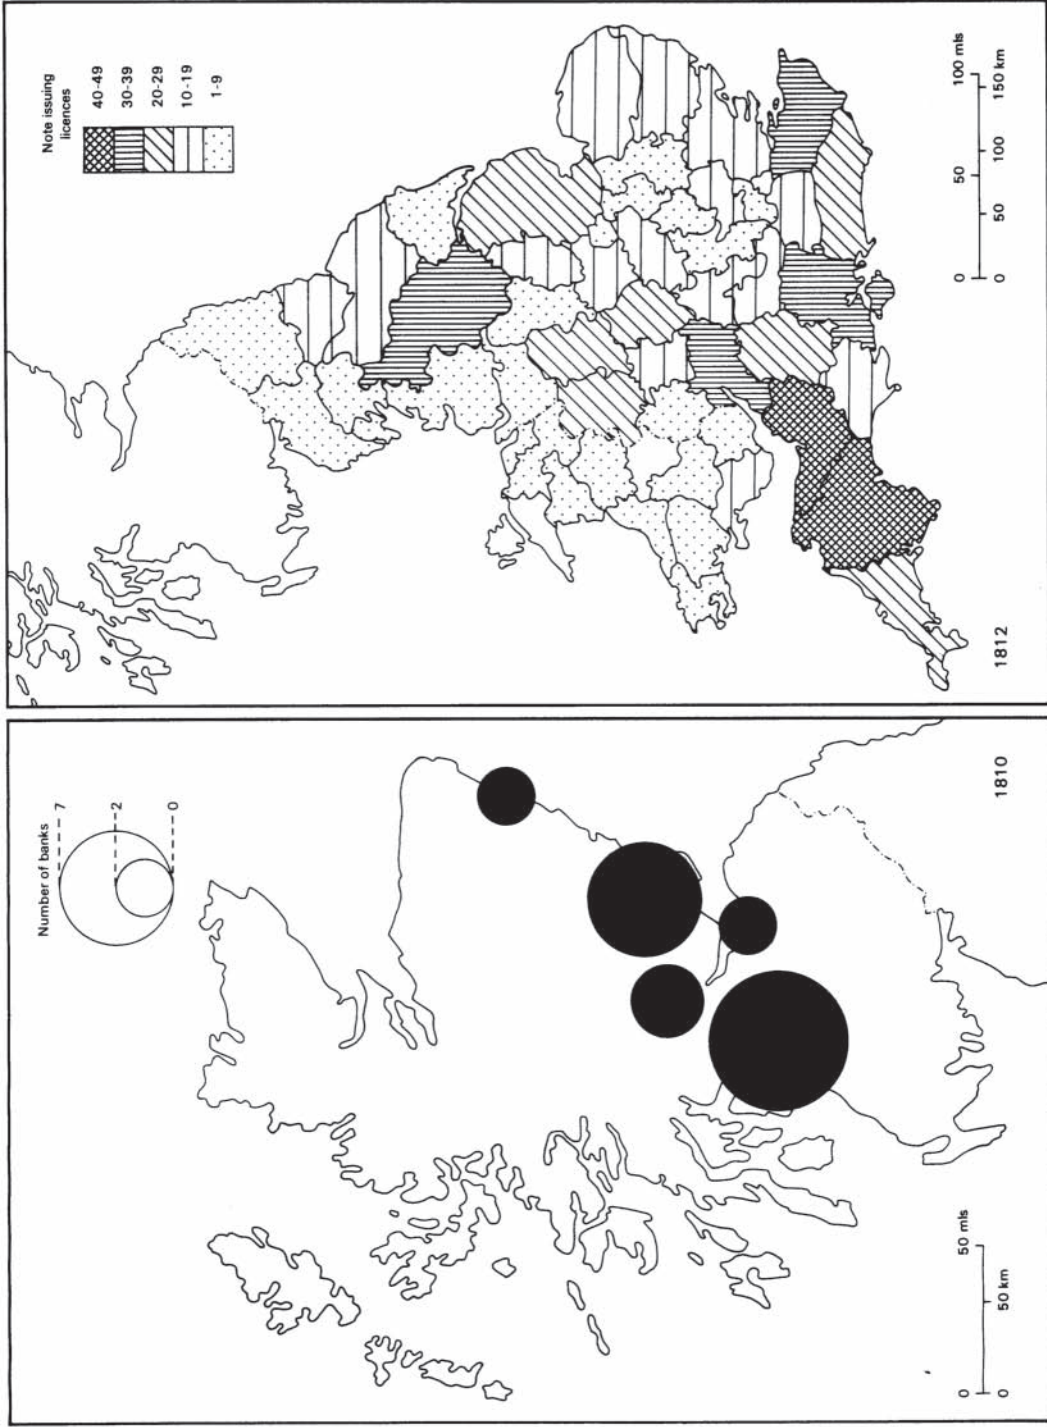 Number of banks
7
2
0
0 50 mls
0 50 km
1810
Note issuing
licences
40-49
30-39
20-29
10-19
1-9
0 50 100 mls
0 50 100 150 km
1812